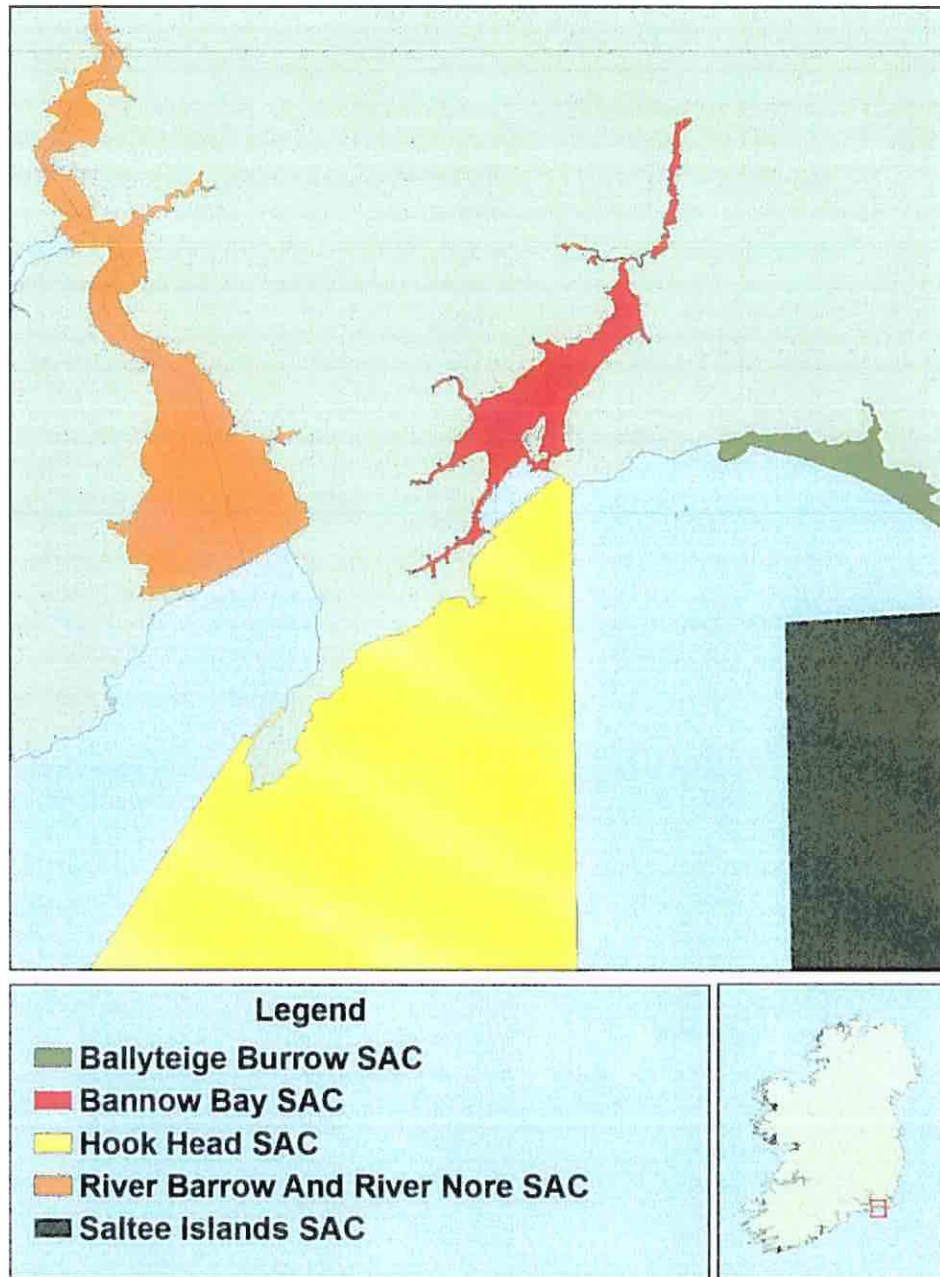 Legend
Ballyteige Burrow SAC
Bannow Bay SAC
Hook Head SAC
River Barrow And River Nore SAC
Saltee Islands SAC